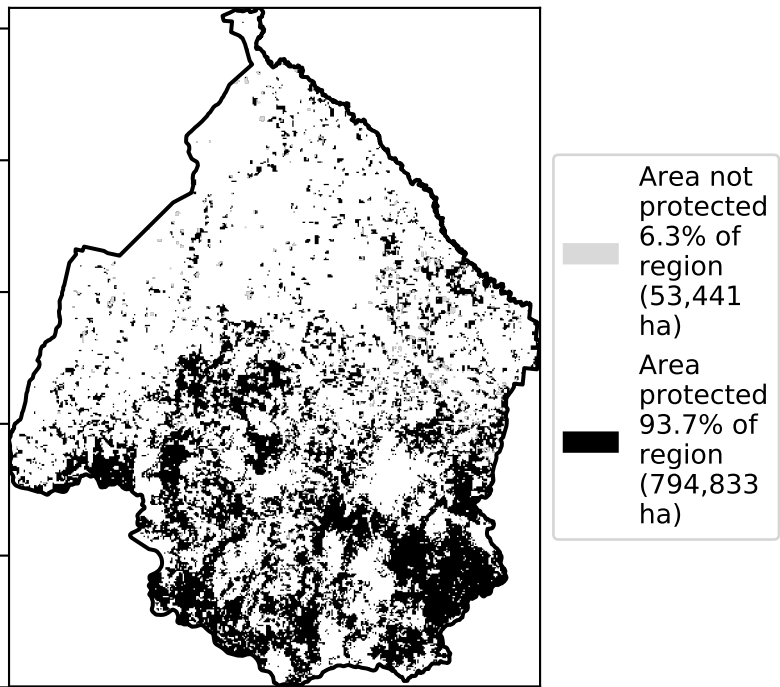 Area not
protected
6.3% of
region
(53,441
ha)
Area
protected
93.7% of
region
(794,833
ha)